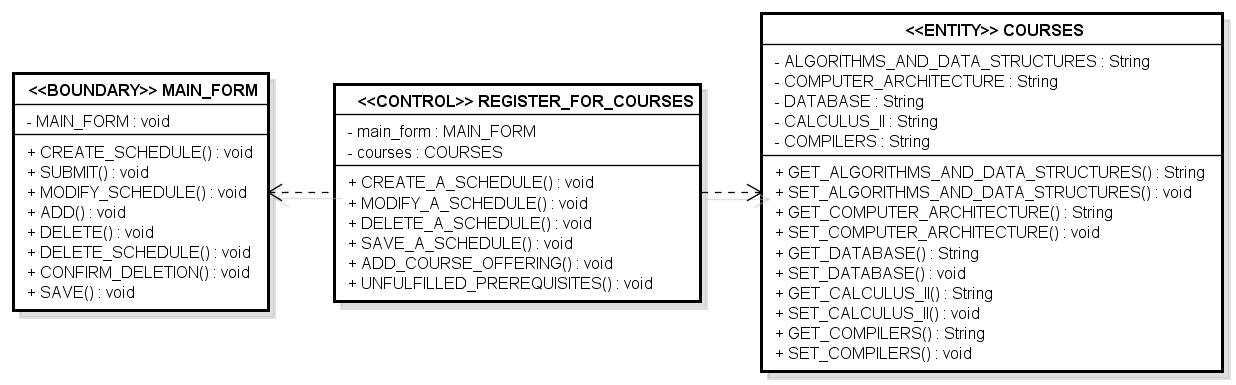 <<BOUNDARY>> MAIN_FORM
- MAIN_FORM : void
+ CREATE_SCHEDULE() : void
+ SUBMIT() : void
+ MODIFY_SCHEDULE() : void
+ ADD() : void
+ DELETE() : void
+ DELETE_SCHEDULE() : void
+ CONFIRM_DELETION() : void
+ SAVE() : void
<<CONTROL>> REGISTER_FOR_COURSES
- main_form : MAIN_FORM
- courses : COURSES
+ CREATE_A_SCHEDULE() : void
+ MODIFY_A_SCHEDULE() : void
+ DELETE_A_SCHEDULE() : void
+ SAVE_A_SCHEDULE() : void
+ ADD_COURSE_OFFERING() : void
+ UNFULFILLED_PREREQUISITES() : void
<<ENTITY>> COURSES
- ALGORITHMS_AND_DATA_STRUCTURES : String
- COMPUTER_ARCHITECTURE : String
- DATABASE : String
- CALCULUS_II : String
- COMPILERS : String
+ GET_ALGORITHMS_AND_DATA_STRUCTURES() : String
+ SET_ALGORITHMS_AND_DATA_STRUCTURES() : void
+ GET_COMPUTER_ARCHITECTURE() : String
+ SET_COMPUTER_ARCHITECTURE() : void
+ GET_DATABASE() : String
+ SET_DATABASE() : void
+ GET_CALCULUS_II() : String
+ SET_CALCULUS_II() : void
+ GET_COMPILERS() : String
+ SET_COMPILERS() : void